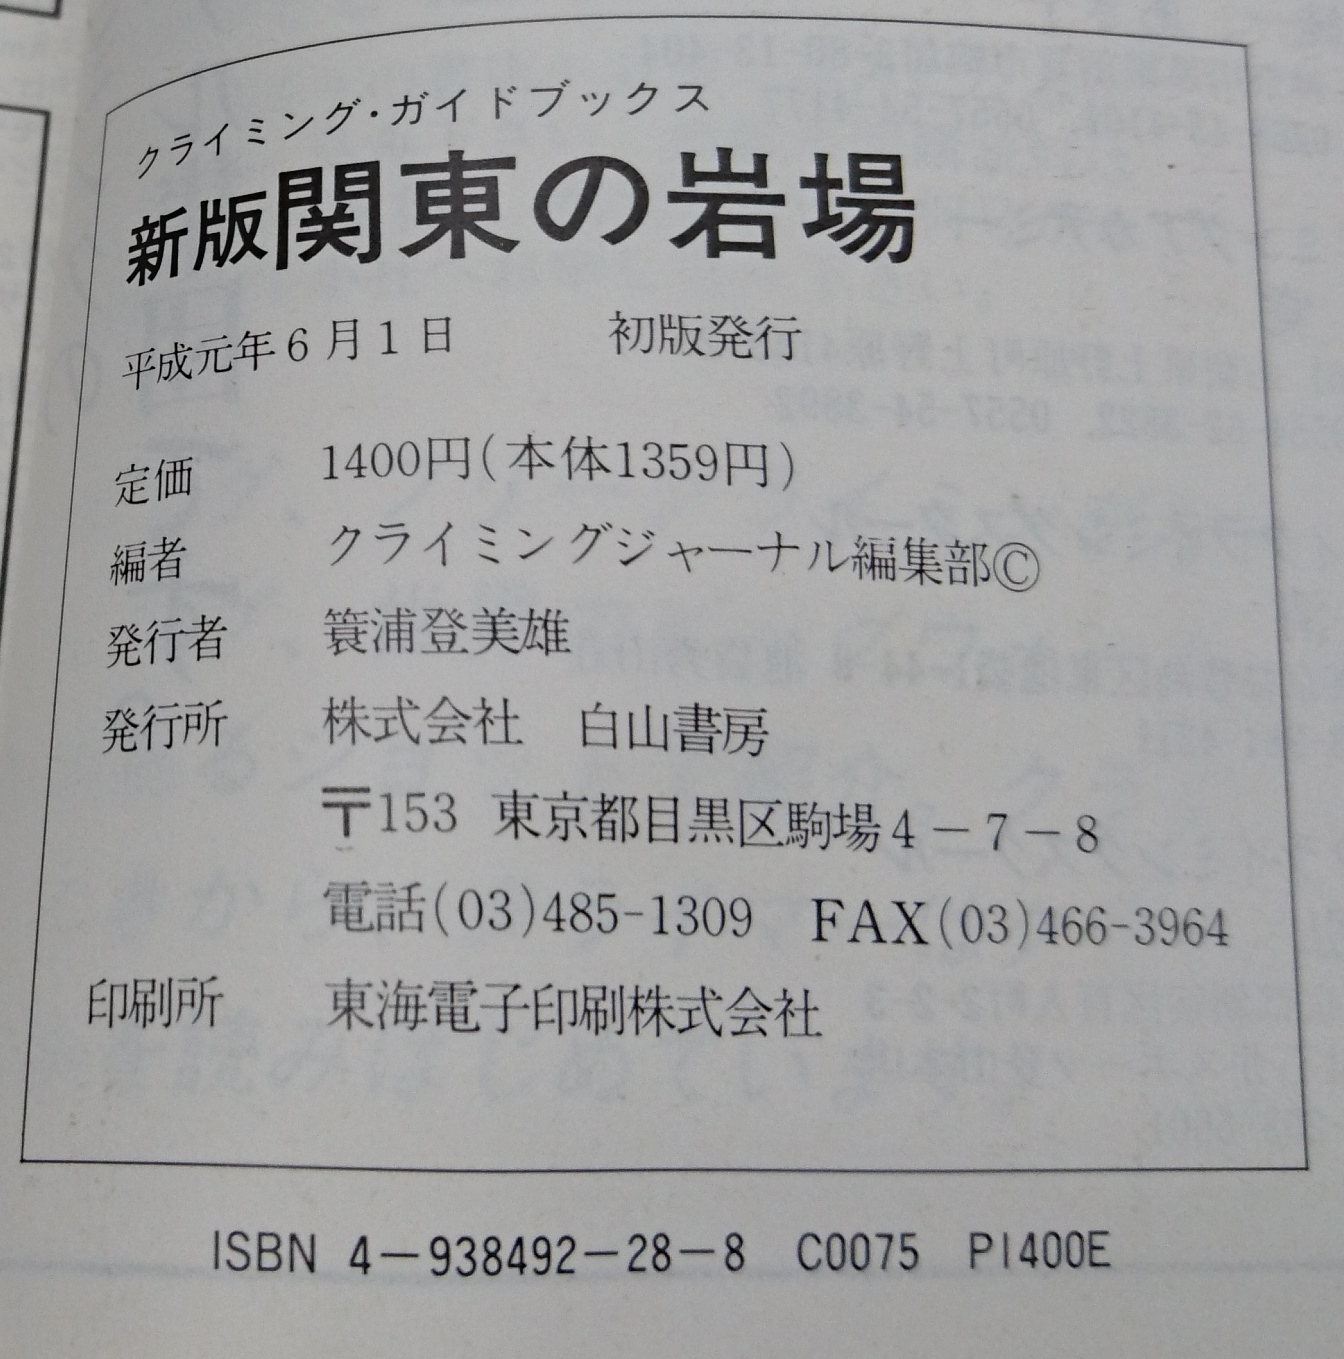 クライミング・ガイドブックス
新版関東の岩場
平成元年6月1日 初版発行
定価 1400円(本体1359円)
編者 クライミングジャーナル編集部©
発行者 簑浦登美雄
発行所 株式会社 白山書房
〒153 東京都目黒区駒場4－7－8
電話(03)485-1309 FAX(03)466-3964
印刷所 東海電子印刷株式会社
ISBN 4－938492－28－8 C0075 P1400E